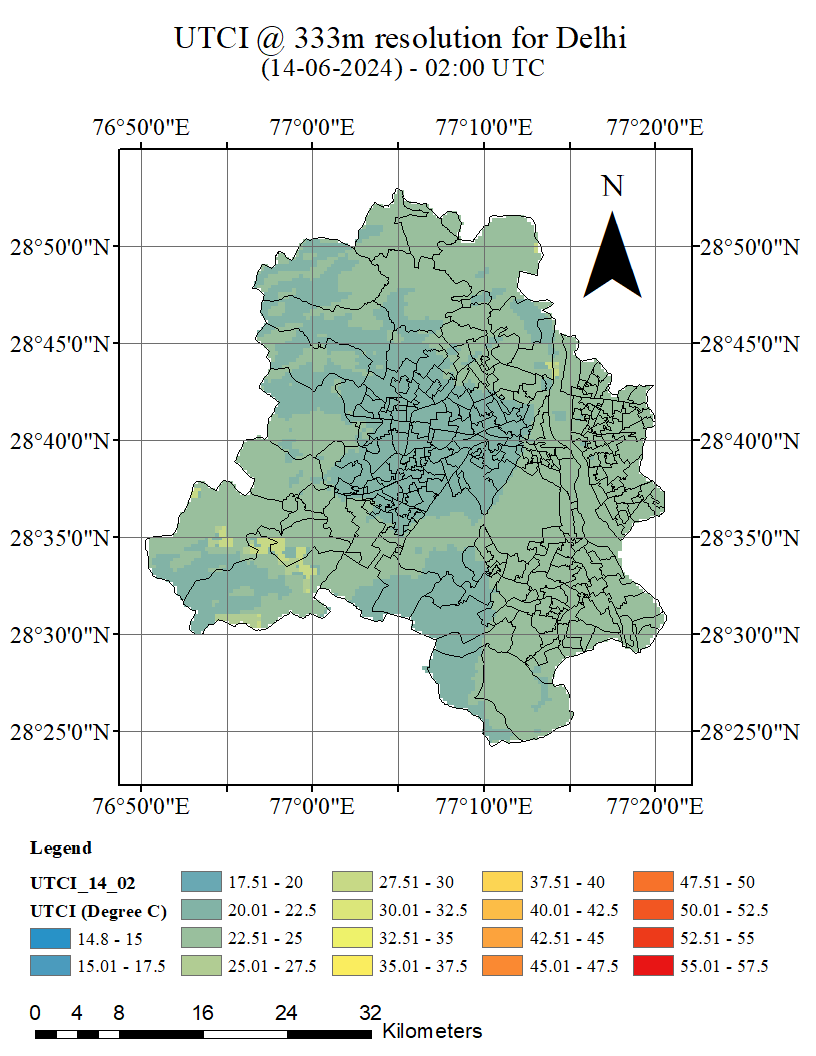 UTCI @ 333m resolution for Delhi
(14-06-2024) - 02:00 UTC
76°50'0"E 77°0'0"E 77°10'0"E 77°20'0"E
N
28°50'0"N 28°50'0"N
28°45'0"N 28°45'0"N
28°40'0"N 28°40'0"N
28°35'0"N 28°35'0"N
28°30'0"N 28°30'0"N
28°25'0"N 28°25'0"N
76°50'0"E 77°0'0"E 77°10'0"E 77°20'0"E
Legend
UTCI_14_02 17.51 - 20 27.51 - 30 37.51 - 40 47.51 - 50
UTCI (Degree C) 20.01 - 22.5 30.01 - 32.5 40.01 - 42.5 50.01 - 52.5
14.8 - 15 22.51 - 25 32.51 - 35 42.51 - 45 52.51 - 55
15.01 - 17.5 25.01 - 27.5 35.01 - 37.5 45.01 - 47.5 55.01 - 57.5
0 4 8 16 24 32
Kilometers